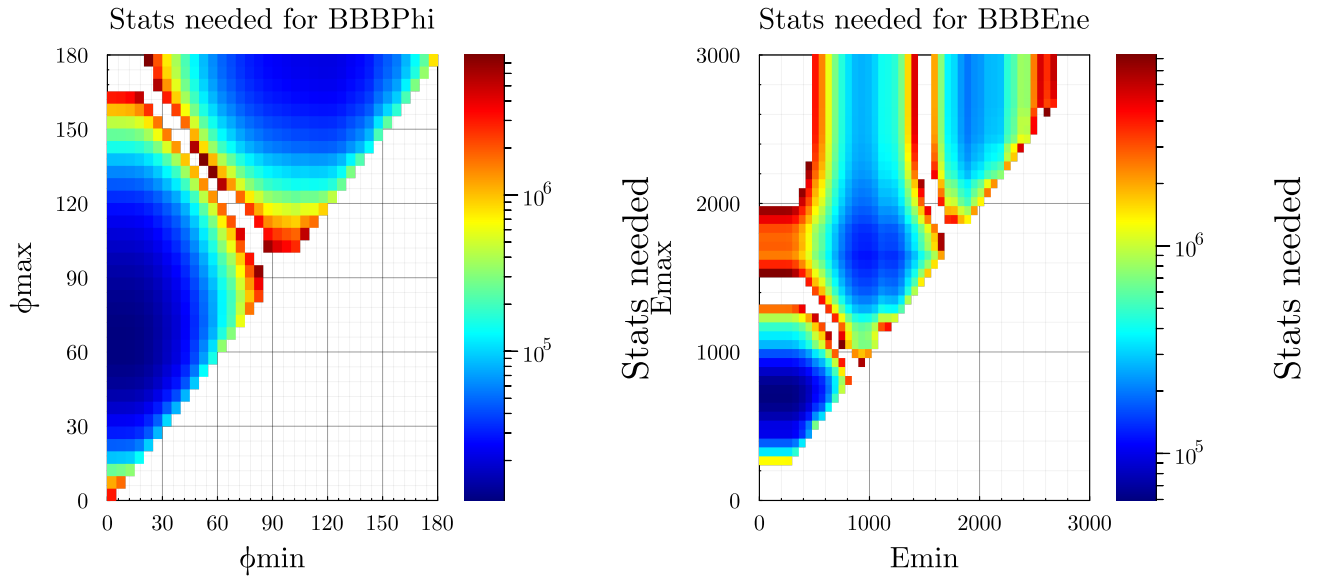 Stats needed for BBBPhi
180
150
120
90
60
30
0
0 30 60 90 120 150 180
ϕmax
ϕmin
10^6
10^5
Stats needed
Stats needed for BBBEne
3000
2000
1000
0
0 1000 2000 3000
Emax
Emin
10^6
10^5
Stats needed